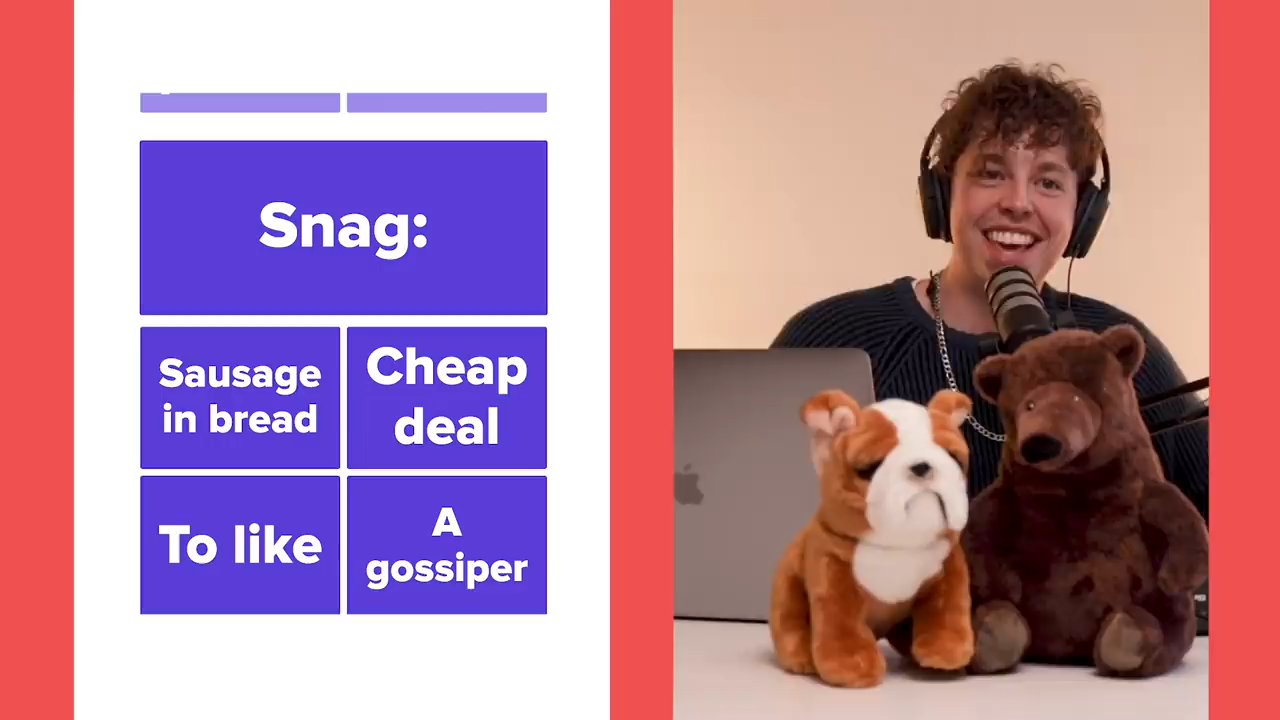 Snag:
Sausage
in bread
Cheap
deal
To like
A
gossiper